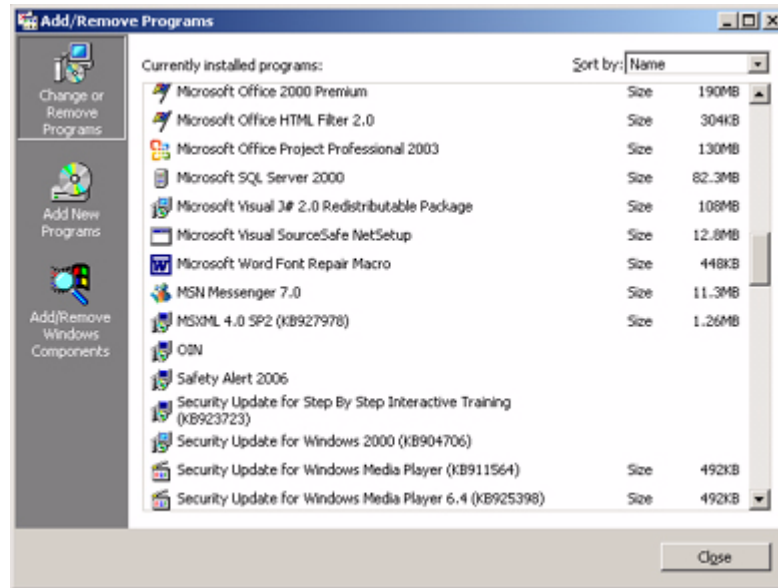 Add/Remove Programs
Change or
Remove
Programs
Add New
Programs
Add/Remove
Windows
Components
Currently installed programs:
Sort by: Name
Microsoft Office 2000 Premium Size 190MB
Microsoft Office HTML Filter 2.0 Size 304KB
Microsoft Office Project Professional 2003 Size 130MB
Microsoft SQL Server 2000 Size 82.3MB
Microsoft Visual J# 2.0 Redistributable Package Size 108MB
Microsoft Visual SourceSafe NetSetup Size 12.8MB
Microsoft Word Font Repair Macro Size 448KB
MSN Messenger 7.0 Size 11.3MB
MSXML 4.0 SP2 (KB927978) Size 1.26MB
OIN
Safety Alert 2006
Security Update for Step By Step Interactive Training
(KB923723)
Security Update for Windows 2000 (KB904706)
Security Update for Windows Media Player (KB911564) Size 492KB
Security Update for Windows Media Player 6.4 (KB925398) Size 492KB
Close